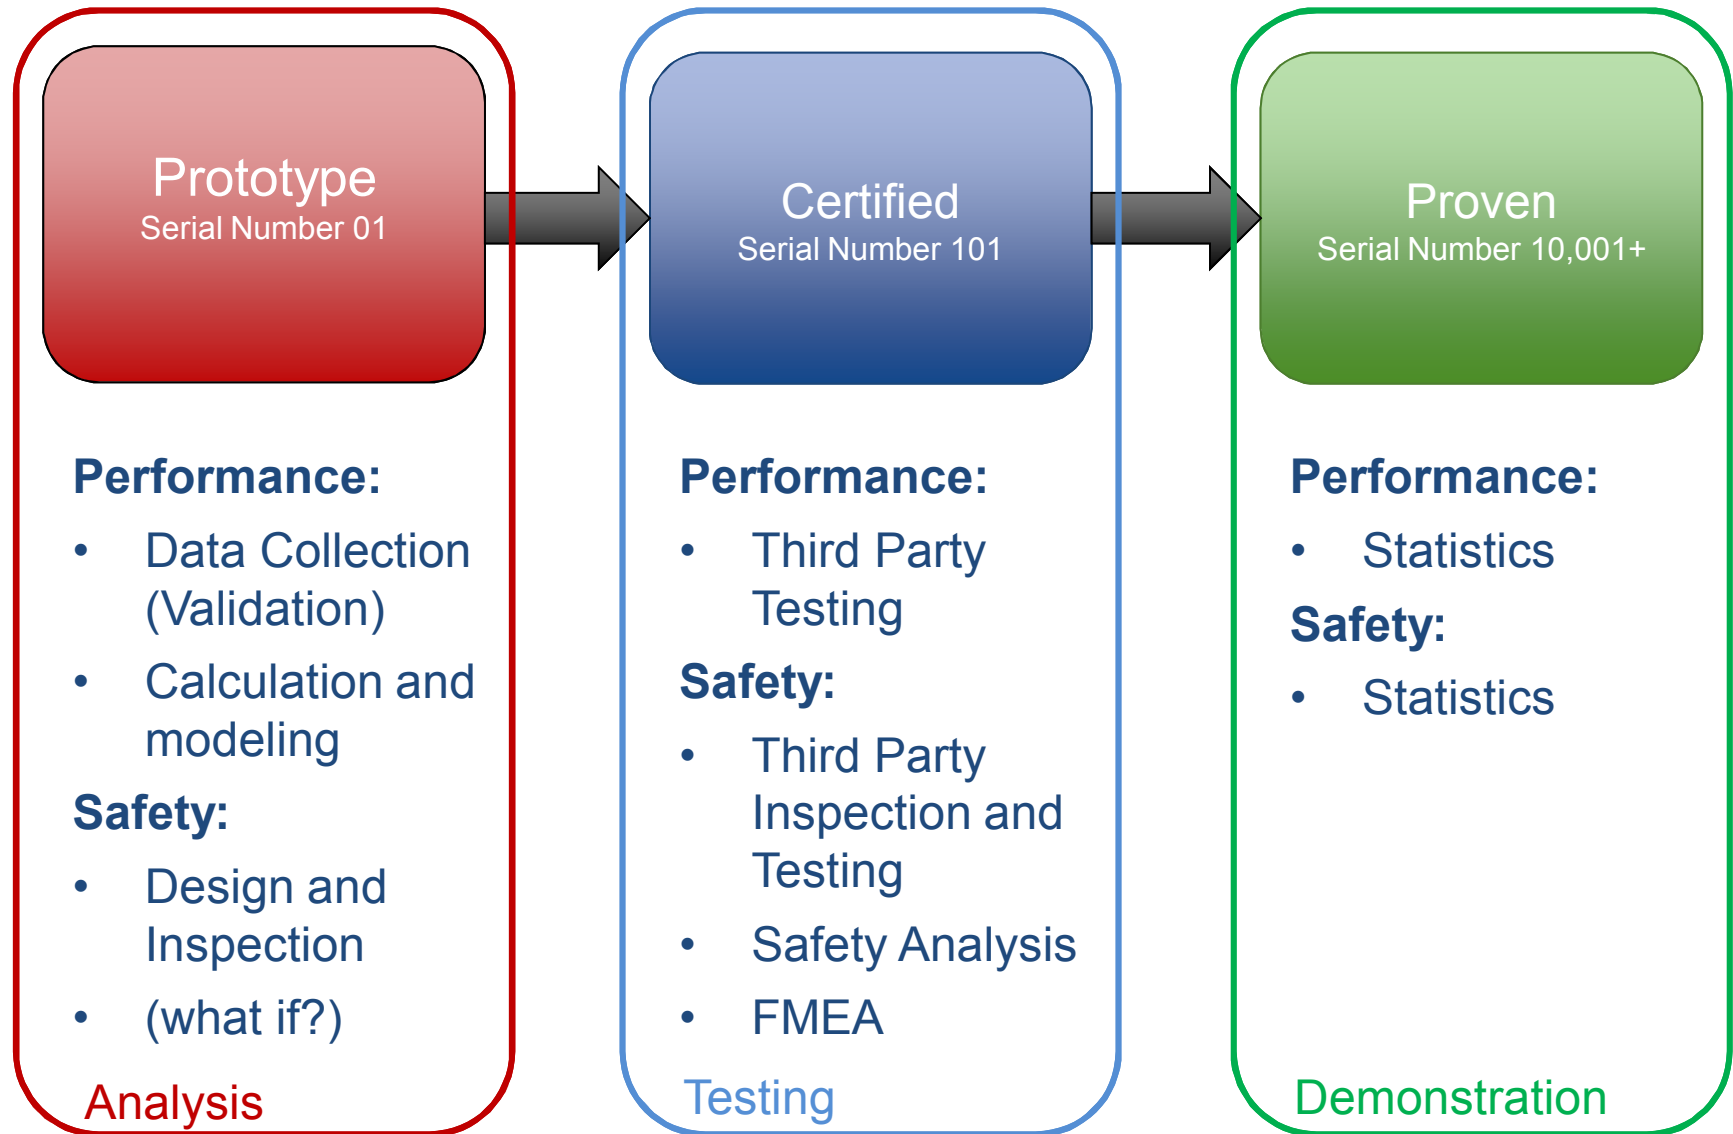 Prototype
Serial Number 01
Performance:
• Data Collection
(Validation)
• Calculation and
modeling
Safety:
• Design and
Inspection
• (what if?)
Analysis
Certified
Serial Number 101
Performance:
• Third Party
Testing
Safety:
• Third Party
Inspection and
Testing
• Safety Analysis
• FMEA
Testing
Proven
Serial Number 10,001+
Performance:
• Statistics
Safety:
• Statistics
Demonstration